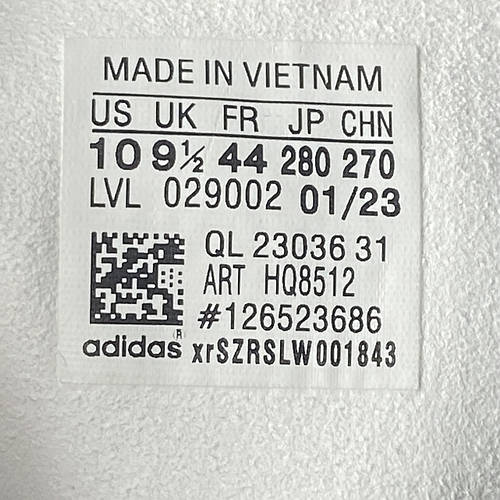 MADE IN VIETNAM
US UK FR JP CHN
10 9½ 44 280 270
LVL 029002 01/23
QL 23036 31
ART HQ8512
#126523686
adidas® xrSZRSLW001843